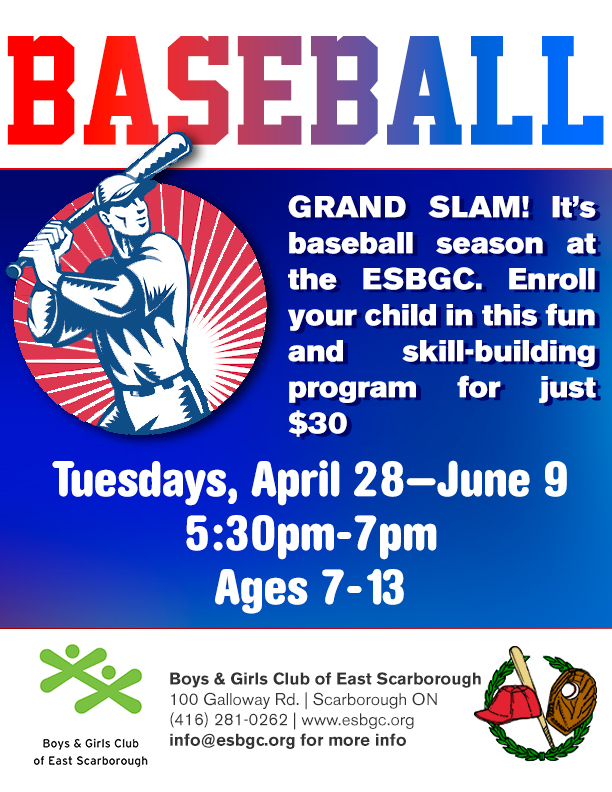 BASEBALL
GRAND SLAM! It's
baseball season at
the ESBGC. Enroll
your child in this fun
and skill-building
program for just
$30
Tuesdays, April 28—June 9
5:30pm-7pm
Ages 7-13
Boys & Girls Club
of East Scarborough
Boys & Girls Club of East Scarborough
100 Galloway Rd. | Scarborough ON
(416) 281-0262 | www.esbgc.org
info@esbgc.org for more info